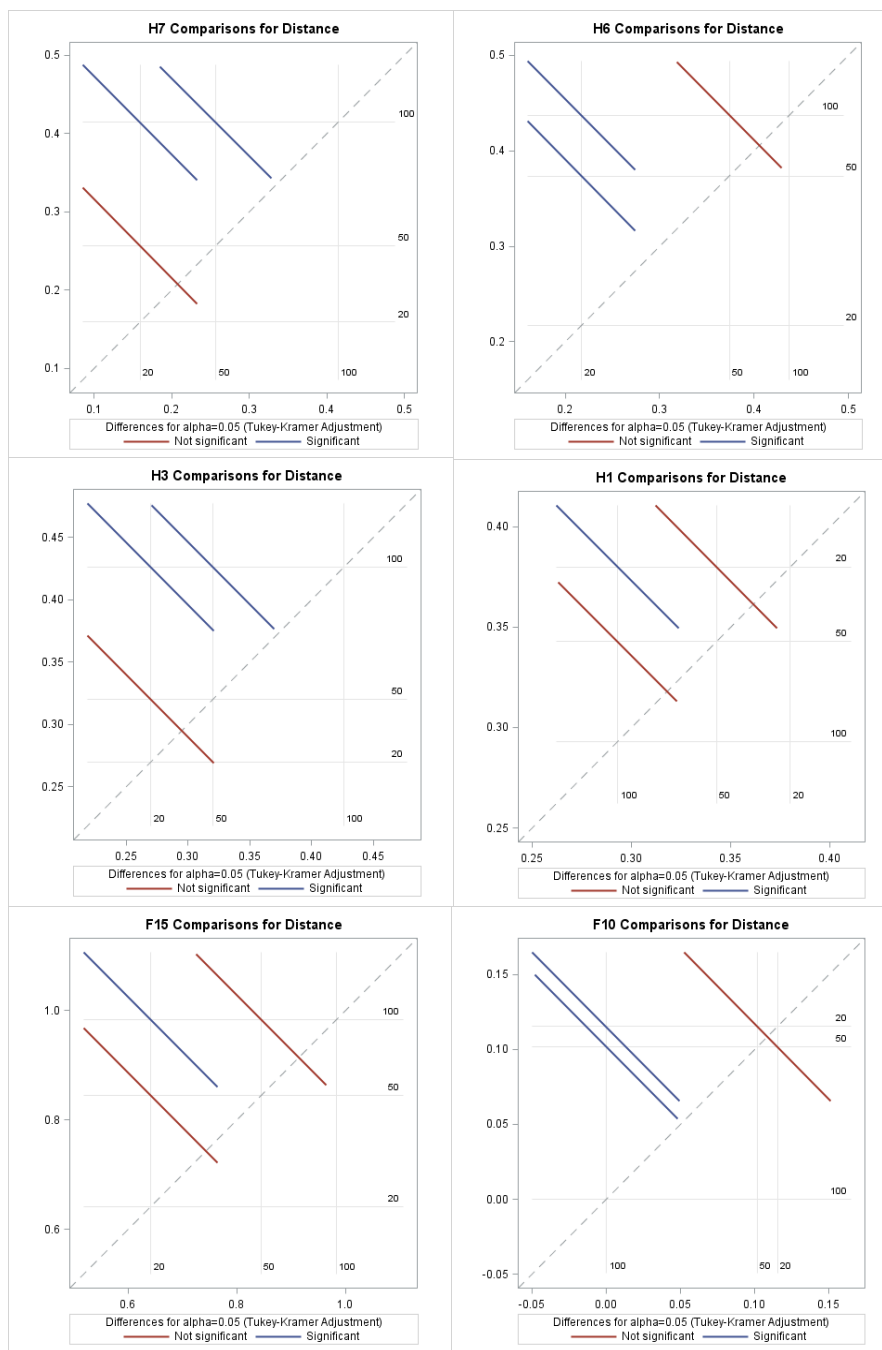 H7 Comparisons for Distance
0.5
0.4
0.3
0.2
0.1
100
50
20
20 50 100
0.1 0.2 0.3 0.4 0.5
Differences for alpha=0.05 (Tukey-Kramer Adjustment)
Not significant Significant
H6 Comparisons for Distance
0.5
0.4
0.3
0.2
100
50
20
20 50 100
0.2 0.3 0.4 0.5
Differences for alpha=0.05 (Tukey-Kramer Adjustment)
Not significant Significant
H3 Comparisons for Distance
0.45
0.40
0.35
0.30
0.25
100
50
20
20 50 100
0.25 0.30 0.35 0.40 0.45
Differences for alpha=0.05 (Tukey-Kramer Adjustment)
Not significant Significant
H1 Comparisons for Distance
0.40
0.35
0.30
0.25
20
50
100
100 50 20
0.25 0.30 0.35 0.40
Differences for alpha=0.05 (Tukey-Kramer Adjustment)
Not significant Significant
F15 Comparisons for Distance
1.0
0.8
0.6
100
50
20
20 50 100
0.6 0.8 1.0
Differences for alpha=0.05 (Tukey-Kramer Adjustment)
Not significant Significant
F10 Comparisons for Distance
0.15
0.10
0.05
0.00
-0.05
20
50
100
100 50 20
-0.05 0.00 0.05 0.10 0.15
Differences for alpha=0.05 (Tukey-Kramer Adjustment)
Not significant Significant